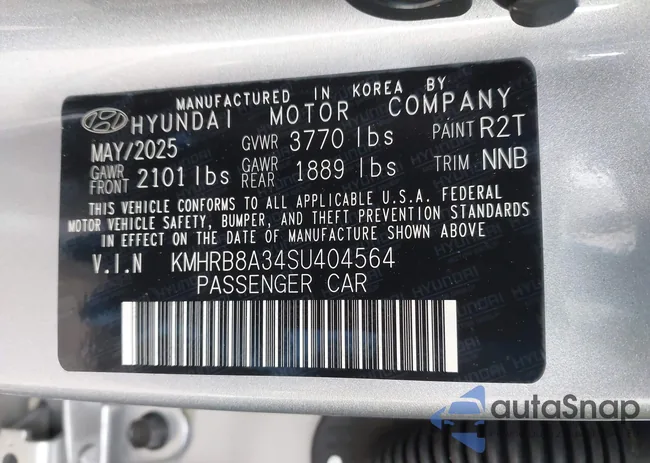 MANUFACTURED IN KOREA BY
HYUNDAI MOTOR COMPANY
MAY/2025 GVWR 3770 lbs PAINT R2T
GAWR FRONT 2101 lbs GAWR REAR 1889 lbs TRIM NNB
THIS VEHICLE CONFORMS TO ALL APPLICABLE U.S.A. FEDERAL
MOTOR VEHICLE SAFETY, BUMPER, AND THEFT PREVENTION STANDARDS
IN EFFECT ON THE DATE OF MANUFACTURE SHOWN ABOVE
V.I.N KMHRB8A34SU404564
PASSENGER CAR
autoSnap